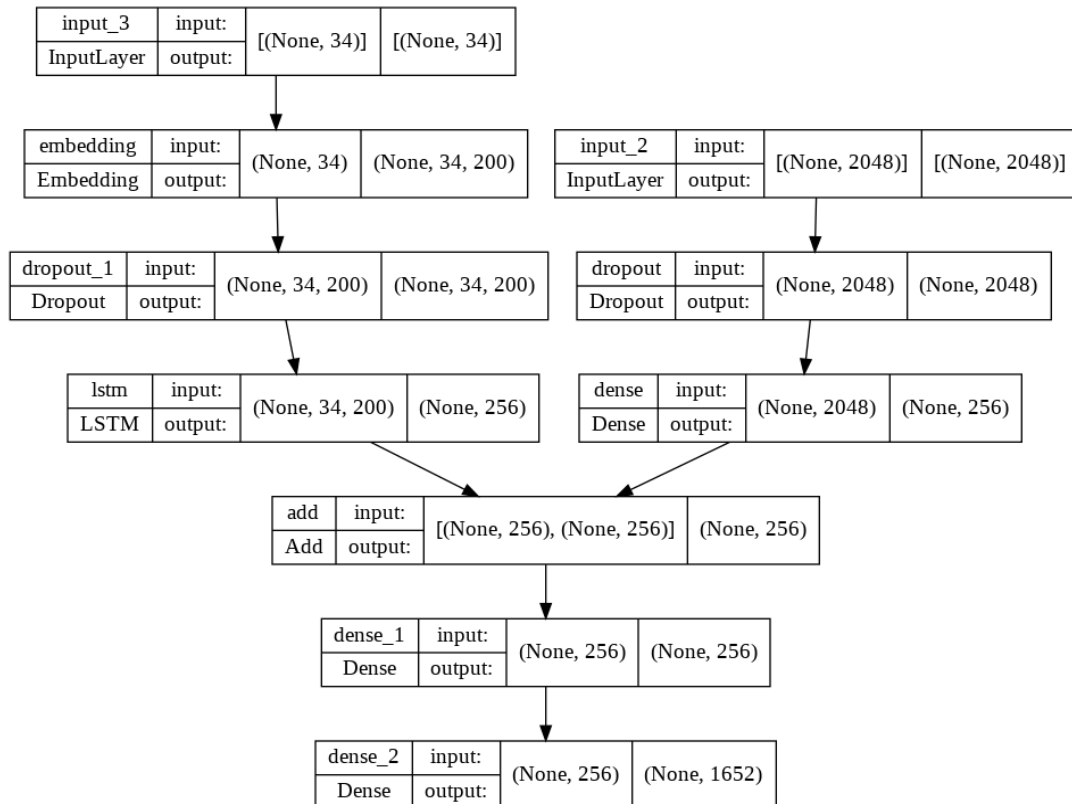 input_3 input: [(None, 34)] [(None, 34)]
InputLayer output:
embedding input: (None, 34) (None, 34, 200)
Embedding output:
input_2 input: [(None, 2048)] [(None, 2048)]
InputLayer output:
dropout_1 input: (None, 34, 200) (None, 34, 200)
Dropout output:
dropout input: (None, 2048) (None, 2048)
Dropout output:
lstm input: (None, 34, 200) (None, 256)
LSTM output:
dense input: (None, 2048) (None, 256)
Dense output:
add input: [(None, 256), (None, 256)] (None, 256)
Add output:
dense_1 input: (None, 256) (None, 256)
Dense output:
dense_2 input: (None, 256) (None, 1652)
Dense output: